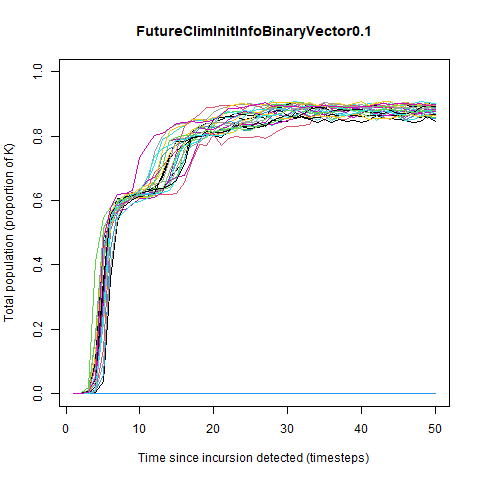 FutureClimInitInfoBinaryVector0.1
Total population (proportion of K)
1.0
0.8
0.6
0.4
0.2
0.0
0 10 20 30 40 50
Time since incursion detected (timesteps)